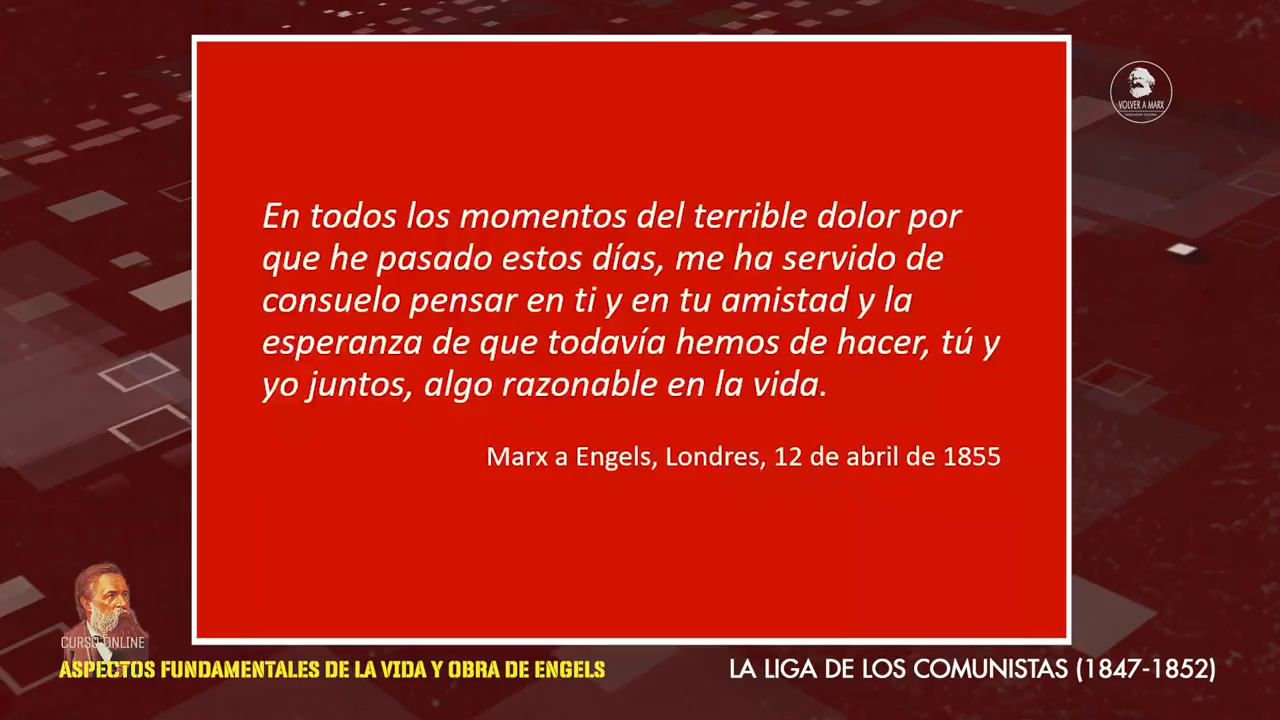 VOLVER A MARX
En todos los momentos del terrible dolor por
que he pasado estos días, me ha servido de
consuelo pensar en ti y en tu amistad y la
esperanza de que todavía hemos de hacer, tú y
yo juntos, algo razonable en la vida.
Marx a Engels, Londres, 12 de abril de 1855
CURSO ONLINE
ASPECTOS FUNDAMENTALES DE LA VIDA Y OBRA DE ENGELS
LA LIGA DE LOS COMUNISTAS (1847-1852)